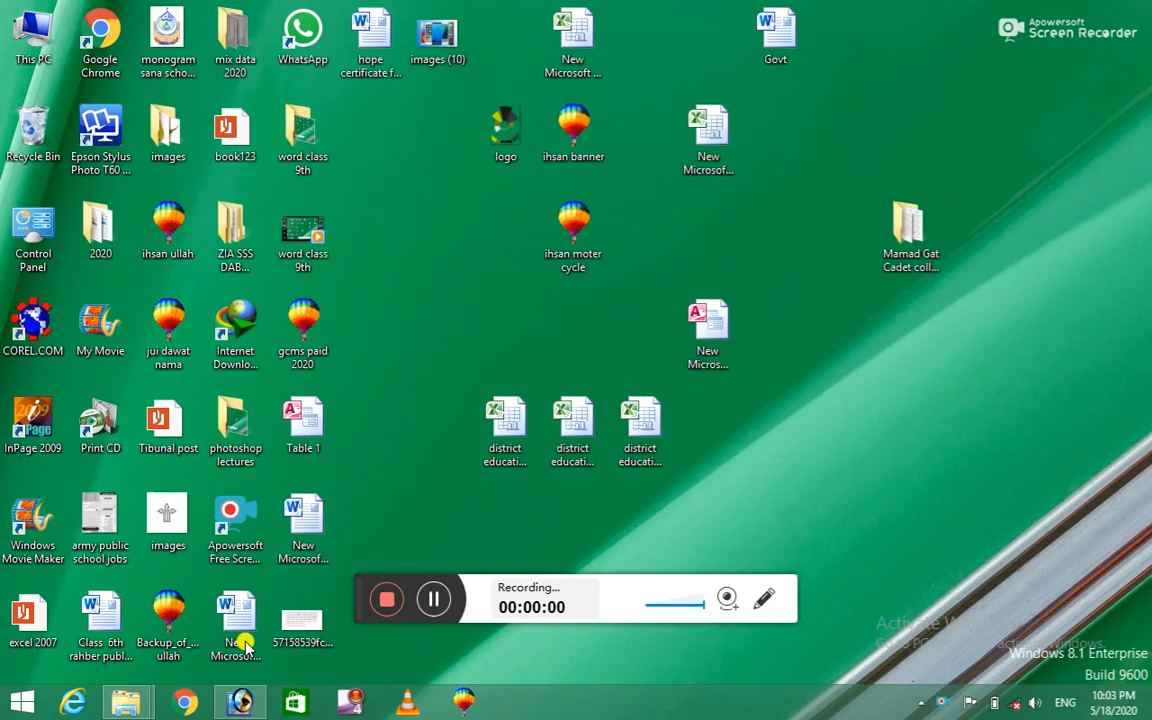 Apowersoft
Screen Recorder
This PC
Google
Chrome
monogram
sana scho...
mix data
2020
WhatsApp
hope
certificate f...
images (10)
New
Microsoft ...
Govt
Recycle Bin
Epson Stylus
Photo T60 ...
images
book123
word class
9th
logo
ihsan banner
New
Microsof...
Control
Panel
2020
ihsan ullah
ZIA SSS
DAB...
word class
9th
ihsan moter
cycle
Mamad Gat
Cadet coll...
COREL.COM
My Movie
jui dawat
nama
Internet
Downlo...
gcms paid
2020
New
Micros...
2009
InPage
InPage 2009
Print CD
Tibunal post
photoshop
lectures
Table 1
district
educati...
district
educati...
district
educati...
Windows
Movie Maker
army public
school jobs
images
Apowersoft
Free Scre...
New
Microsof...
Recording...
00:00:00
excel 2007
Class 6th
rahber publ...
Backup_of_...
ullah
Microsof...
57158539fc...
Windows 8.1 Enterprise
Build 9600
ENG
10:03 PM
5/18/2020